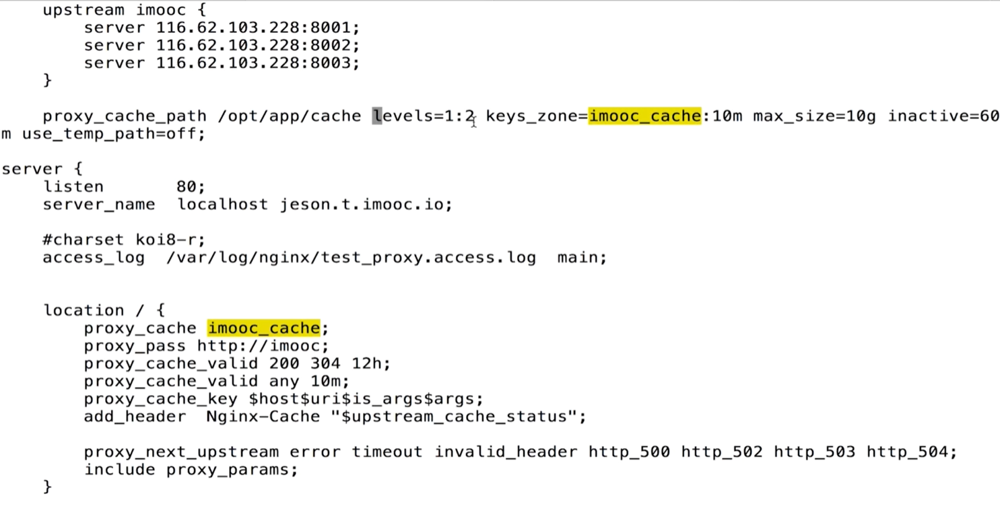 upstream imooc {
server 116.62.103.228:8001;
server 116.62.103.228:8002;
server 116.62.103.228:8003;
}
proxy_cache_path /opt/app/cache levels=1:2 keys_zone=imooc_cache:10m max_size=10g inactive=60
m use_temp_path=off;
server {
listen 80;
server_name localhost jeson.t.imooc.io;
#charset koi8-r;
access_log /var/log/nginx/test_proxy.access.log main;
location / {
proxy_cache imooc_cache;
proxy_pass http://imooc;
proxy_cache_valid 200 304 12h;
proxy_cache_valid any 10m;
proxy_cache_key $host$uri$is_args$args;
add_header Nginx-Cache "$upstream_cache_status";
proxy_next_upstream error timeout invalid_header http_500 http_502 http_503 http_504;
include proxy_params;
}